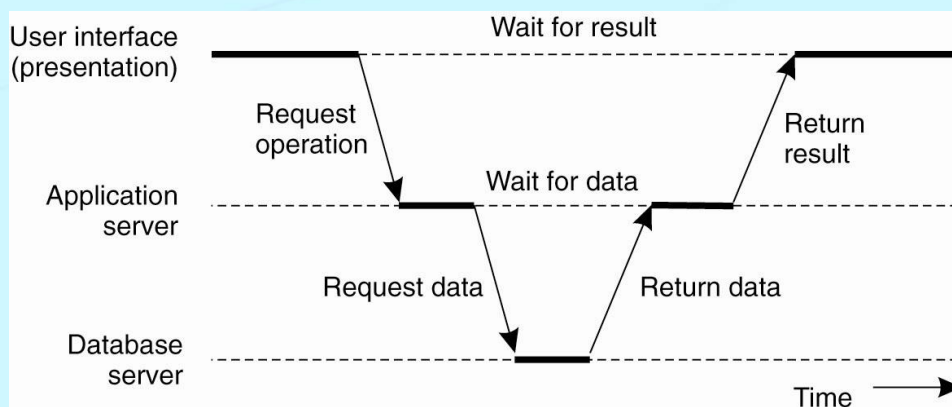 User interface
(presentation)
Wait for result
Request
operation
Return
result
Application
server
Wait for data
Request data
Return data
Database
server
Time